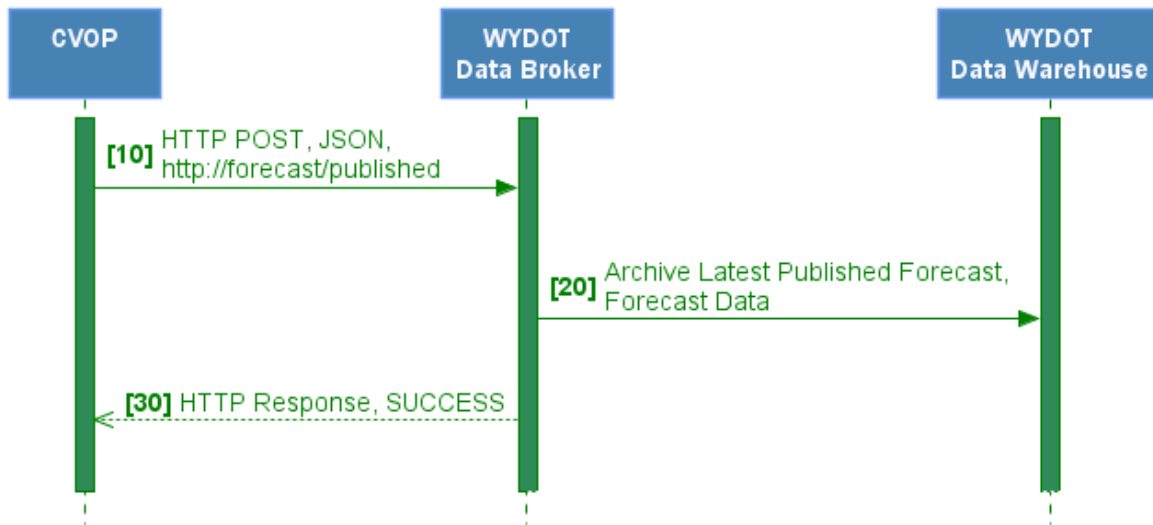 CVOP
WYDOT
Data Broker
WYDOT
Data Warehouse
[10] HTTP POST, JSON,
http://forecast/published
[20] Archive Latest Published Forecast,
Forecast Data
[30] HTTP Response, SUCCESS